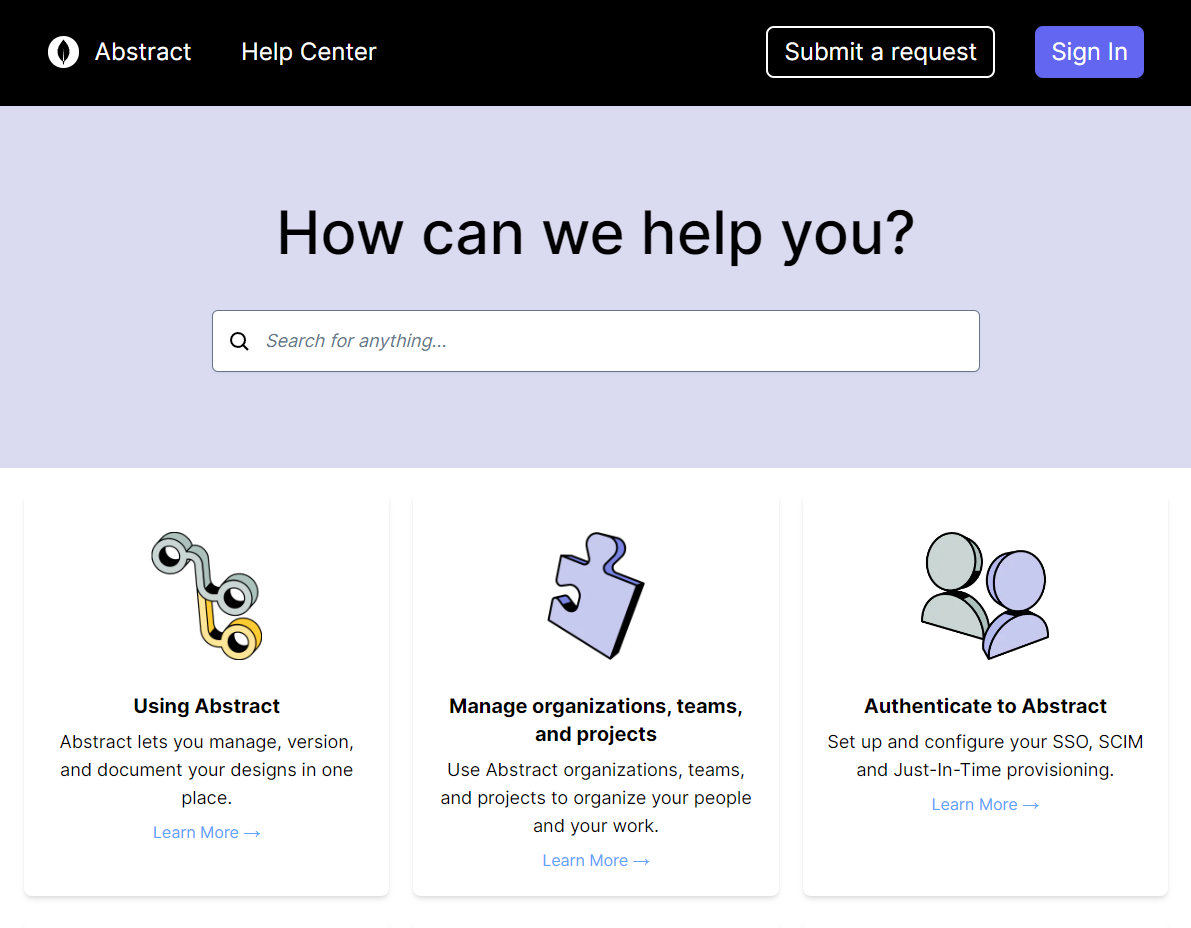 Abstract Help Center Submit a request Sign In
How can we help you?
Search for anything...
Using Abstract
Abstract lets you manage, version,
and document your designs in one
place.
Learn More →
Manage organizations, teams,
and projects
Use Abstract organizations, teams,
and projects to organize your people
and your work.
Learn More →
Authenticate to Abstract
Set up and configure your SSO, SCIM
and Just-In-Time provisioning.
Learn More →